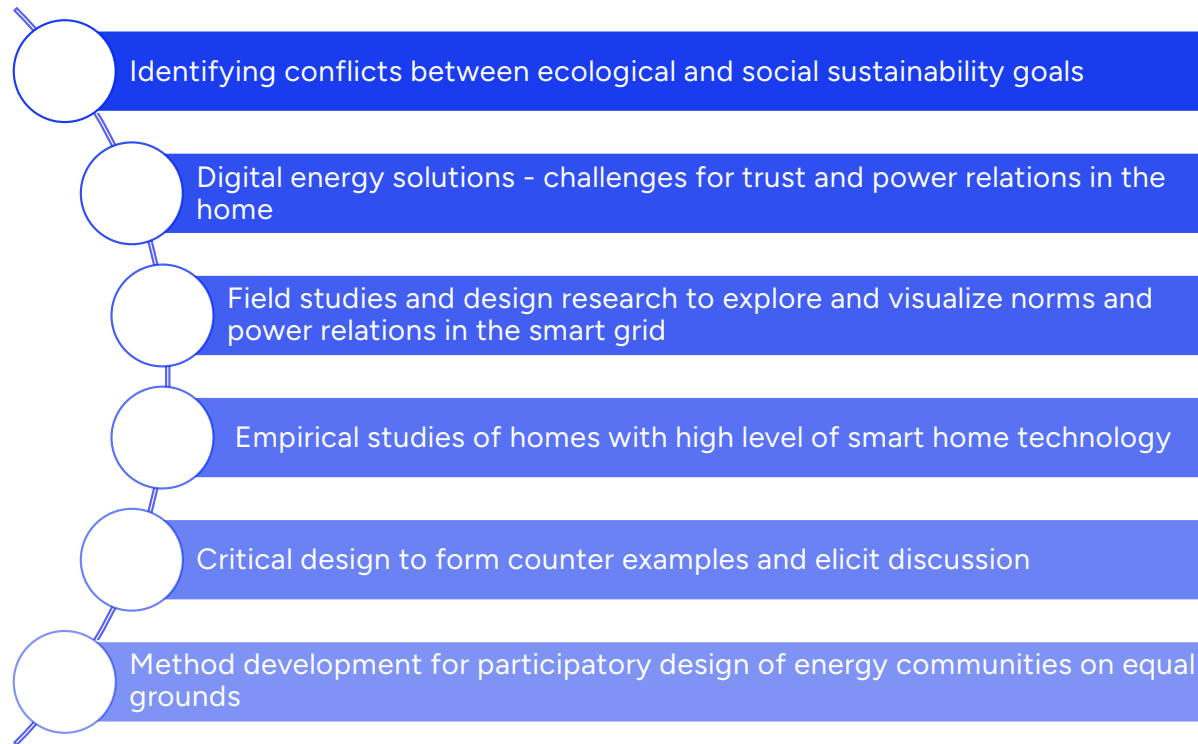 Identifying conflicts between ecological and social sustainability goals
Digital energy solutions - challenges for trust and power relations in the
home
Field studies and design research to explore and visualize norms and
power relations in the smart grid
Empirical studies of homes with high level of smart home technology
Critical design to form counter examples and elicit discussion
Method development for participatory design of energy communities on equal
grounds